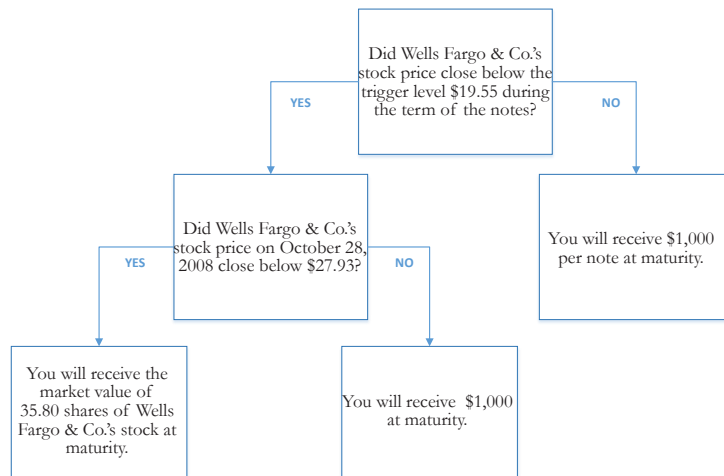 Did Wells Fargo & Co.'s
stock price close below the
trigger level $19.55 during
the term of the notes?
YES
NO
Did Wells Fargo & Co.'s
stock price on October 28,
2008 close below $27.93?
You will receive $1,000
per note at maturity.
YES
NO
You will receive the
market value of
35.80 shares of Wells
Fargo & Co.'s stock at
maturity.
You will receive $1,000
at maturity.